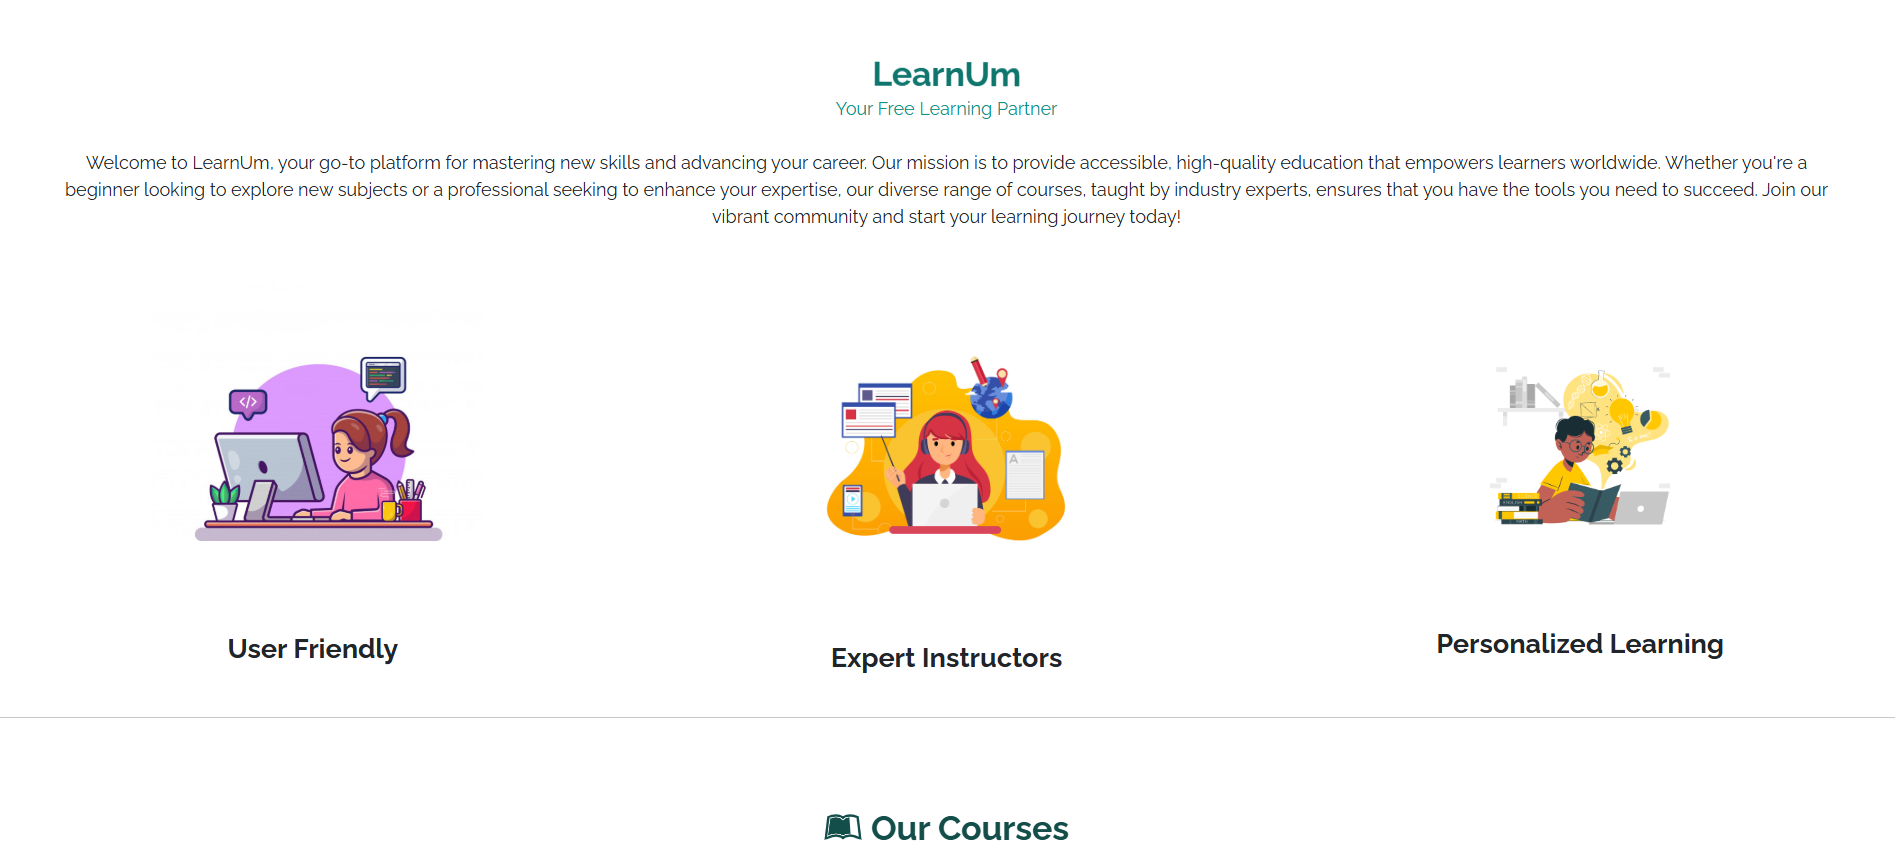 LearnUm
Your Free Learning Partner
Welcome to LearnUm, your go-to platform for mastering new skills and advancing your career. Our mission is to provide accessible, high-quality education that empowers learners worldwide. Whether you're a
beginner looking to explore new subjects or a professional seeking to enhance your expertise, our diverse range of courses, taught by industry experts, ensures that you have the tools you need to succeed. Join our
vibrant community and start your learning journey today!
</>
A
User Friendly
Expert Instructors
Personalized Learning
Our Courses